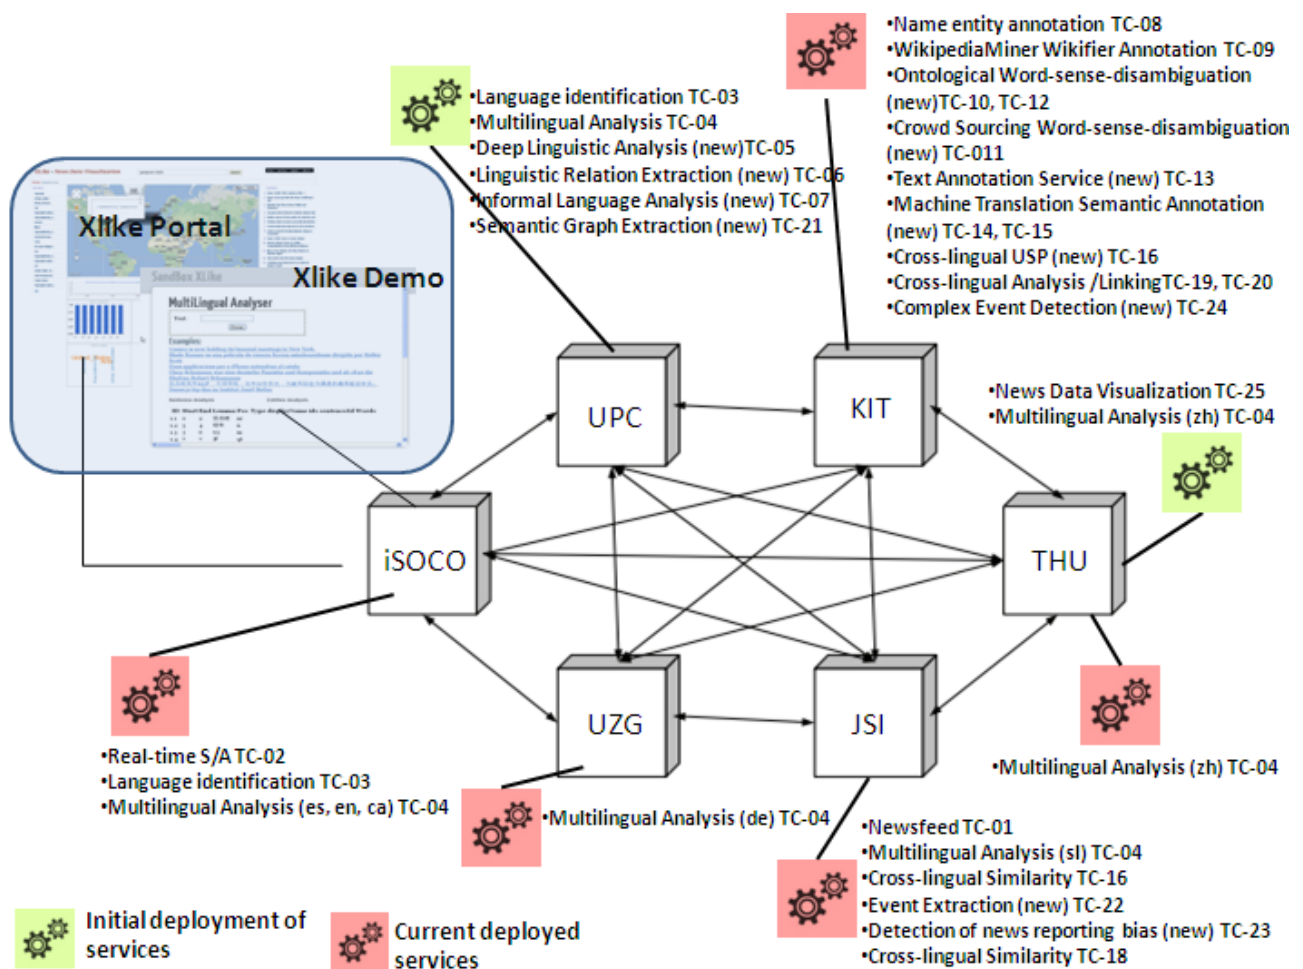 •Name entity annotation TC-08
•WikipediaMiner Wikifier Annotation TC-09
•Ontological Word-sense-disambiguation
(new)TC-10, TC-12
•Crowd Sourcing Word-sense-disambiguation
(new) TC-011
•Text Annotation Service (new) TC-13
•Machine Translation Semantic Annotation
(new) TC-14, TC-15
•Cross-lingual USP (new) TC-16
•Cross-lingual Analysis /LinkingTC-19, TC-20
•Complex Event Detection (new) TC-24
•Language identification TC-03
•Multilingual Analysis TC-04
•Deep Linguistic Analysis (new)TC-05
•Linguistic Relation Extraction (new) TC-06
•Informal Language Analysis (new) TC-07
•Semantic Graph Extraction (new) TC-21
Xlike Portal
Xlike Demo
SandBox XLike
MultiLingual Analyser
Text
Examples:
UPC
KIT
•News Data Visualization TC-25
•Multilingual Analysis (zh) TC-04
iSOCO
THU
UZG
JSI
•Real-time S/A TC-02
•Language identification TC-03
•Multilingual Analysis (es, en, ca) TC-04
•Multilingual Analysis (de) TC-04
•Multilingual Analysis (zh) TC-04
•Newsfeed TC-01
•Multilingual Analysis (sl) TC-04
•Cross-lingual Similarity TC-16
•Event Extraction (new) TC-22
•Detection of news reporting bias (new) TC-23
•Cross-lingual Similarity TC-18
Initial deployment of
services
Current deployed
services